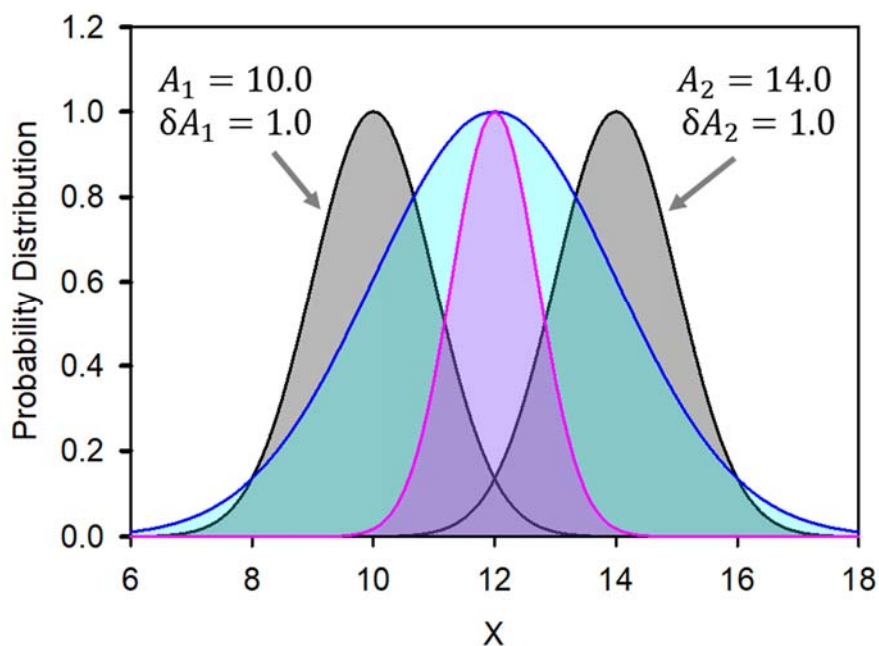 1.2
1.0
0.8
0.6
0.4
0.2
0.0
Probability Distribution
A₁ = 10.0
δA₁ = 1.0
A₂ = 14.0
δA₂ = 1.0
6 8 10 12 14 16 18
X